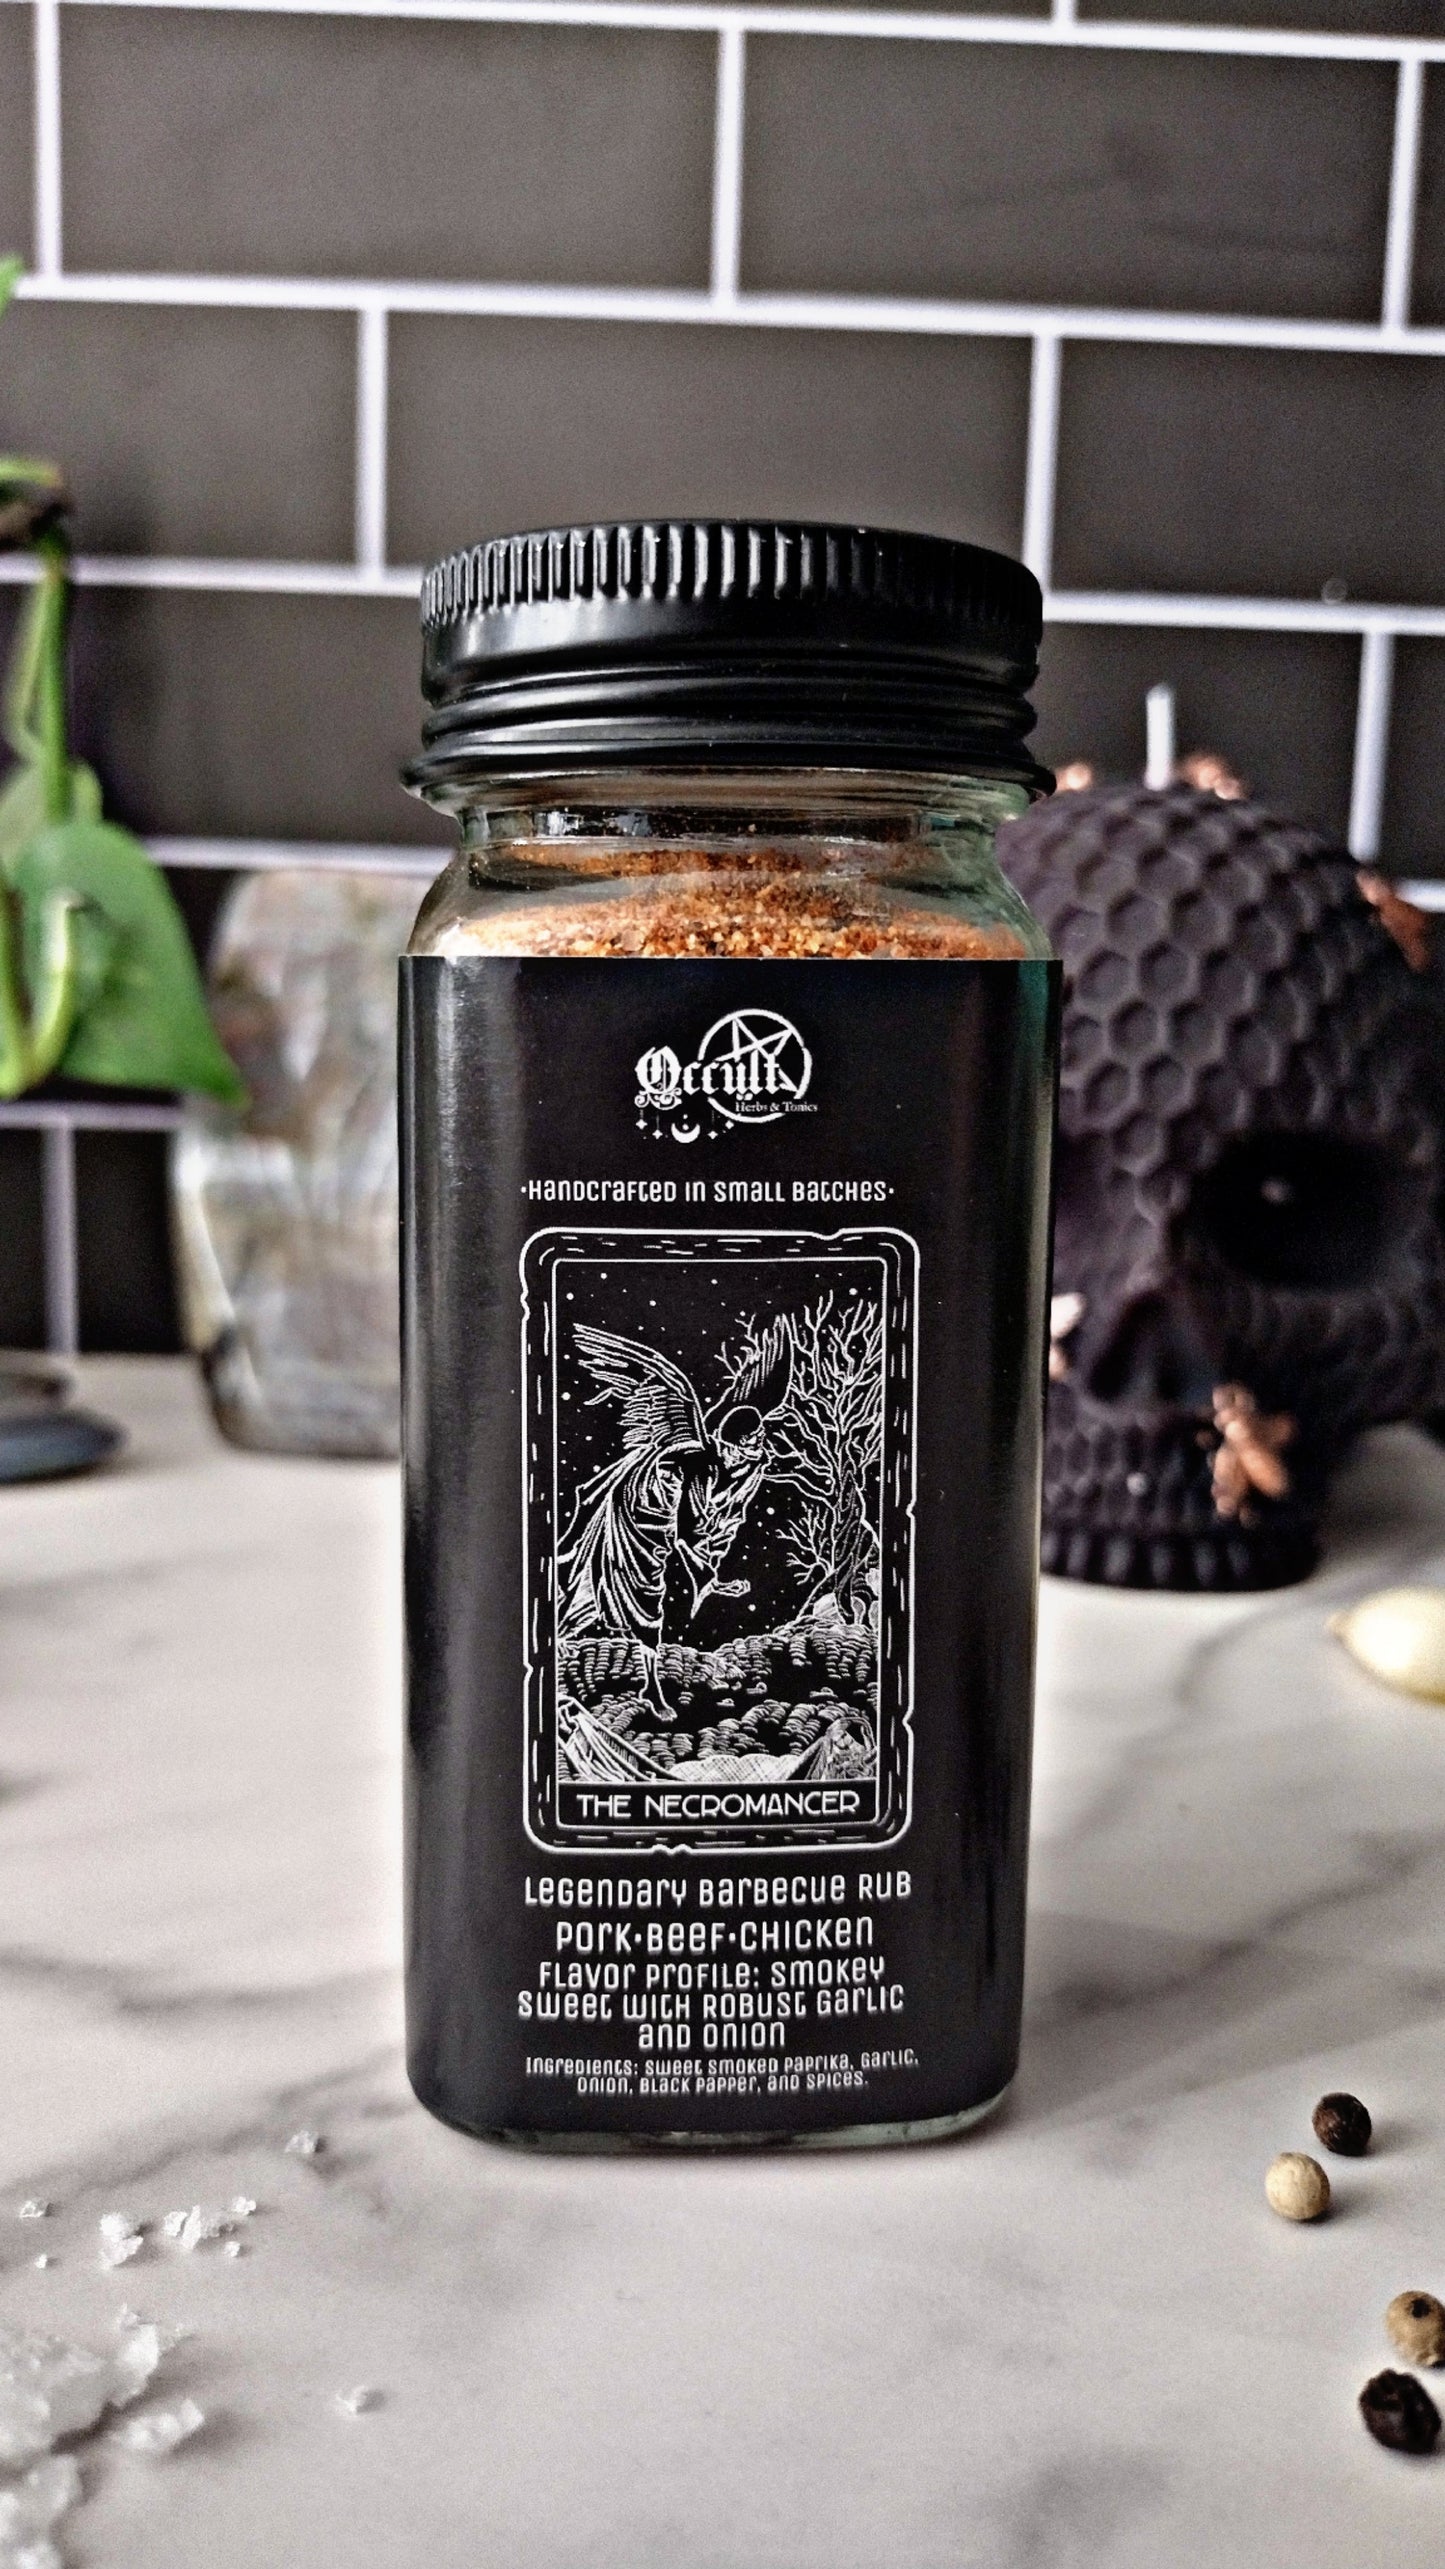 Occult
Herbs & Tonics
•Handcrafted in small batches•
THE NECROMANCER
Legendary Barbecue Rub
Pork•Beef•Chicken
Flavor profile: Smokey
sweet with robust garlic
and onion
Ingredients: sweet smoked paprika, garlic,
onion, black papper, and spices.